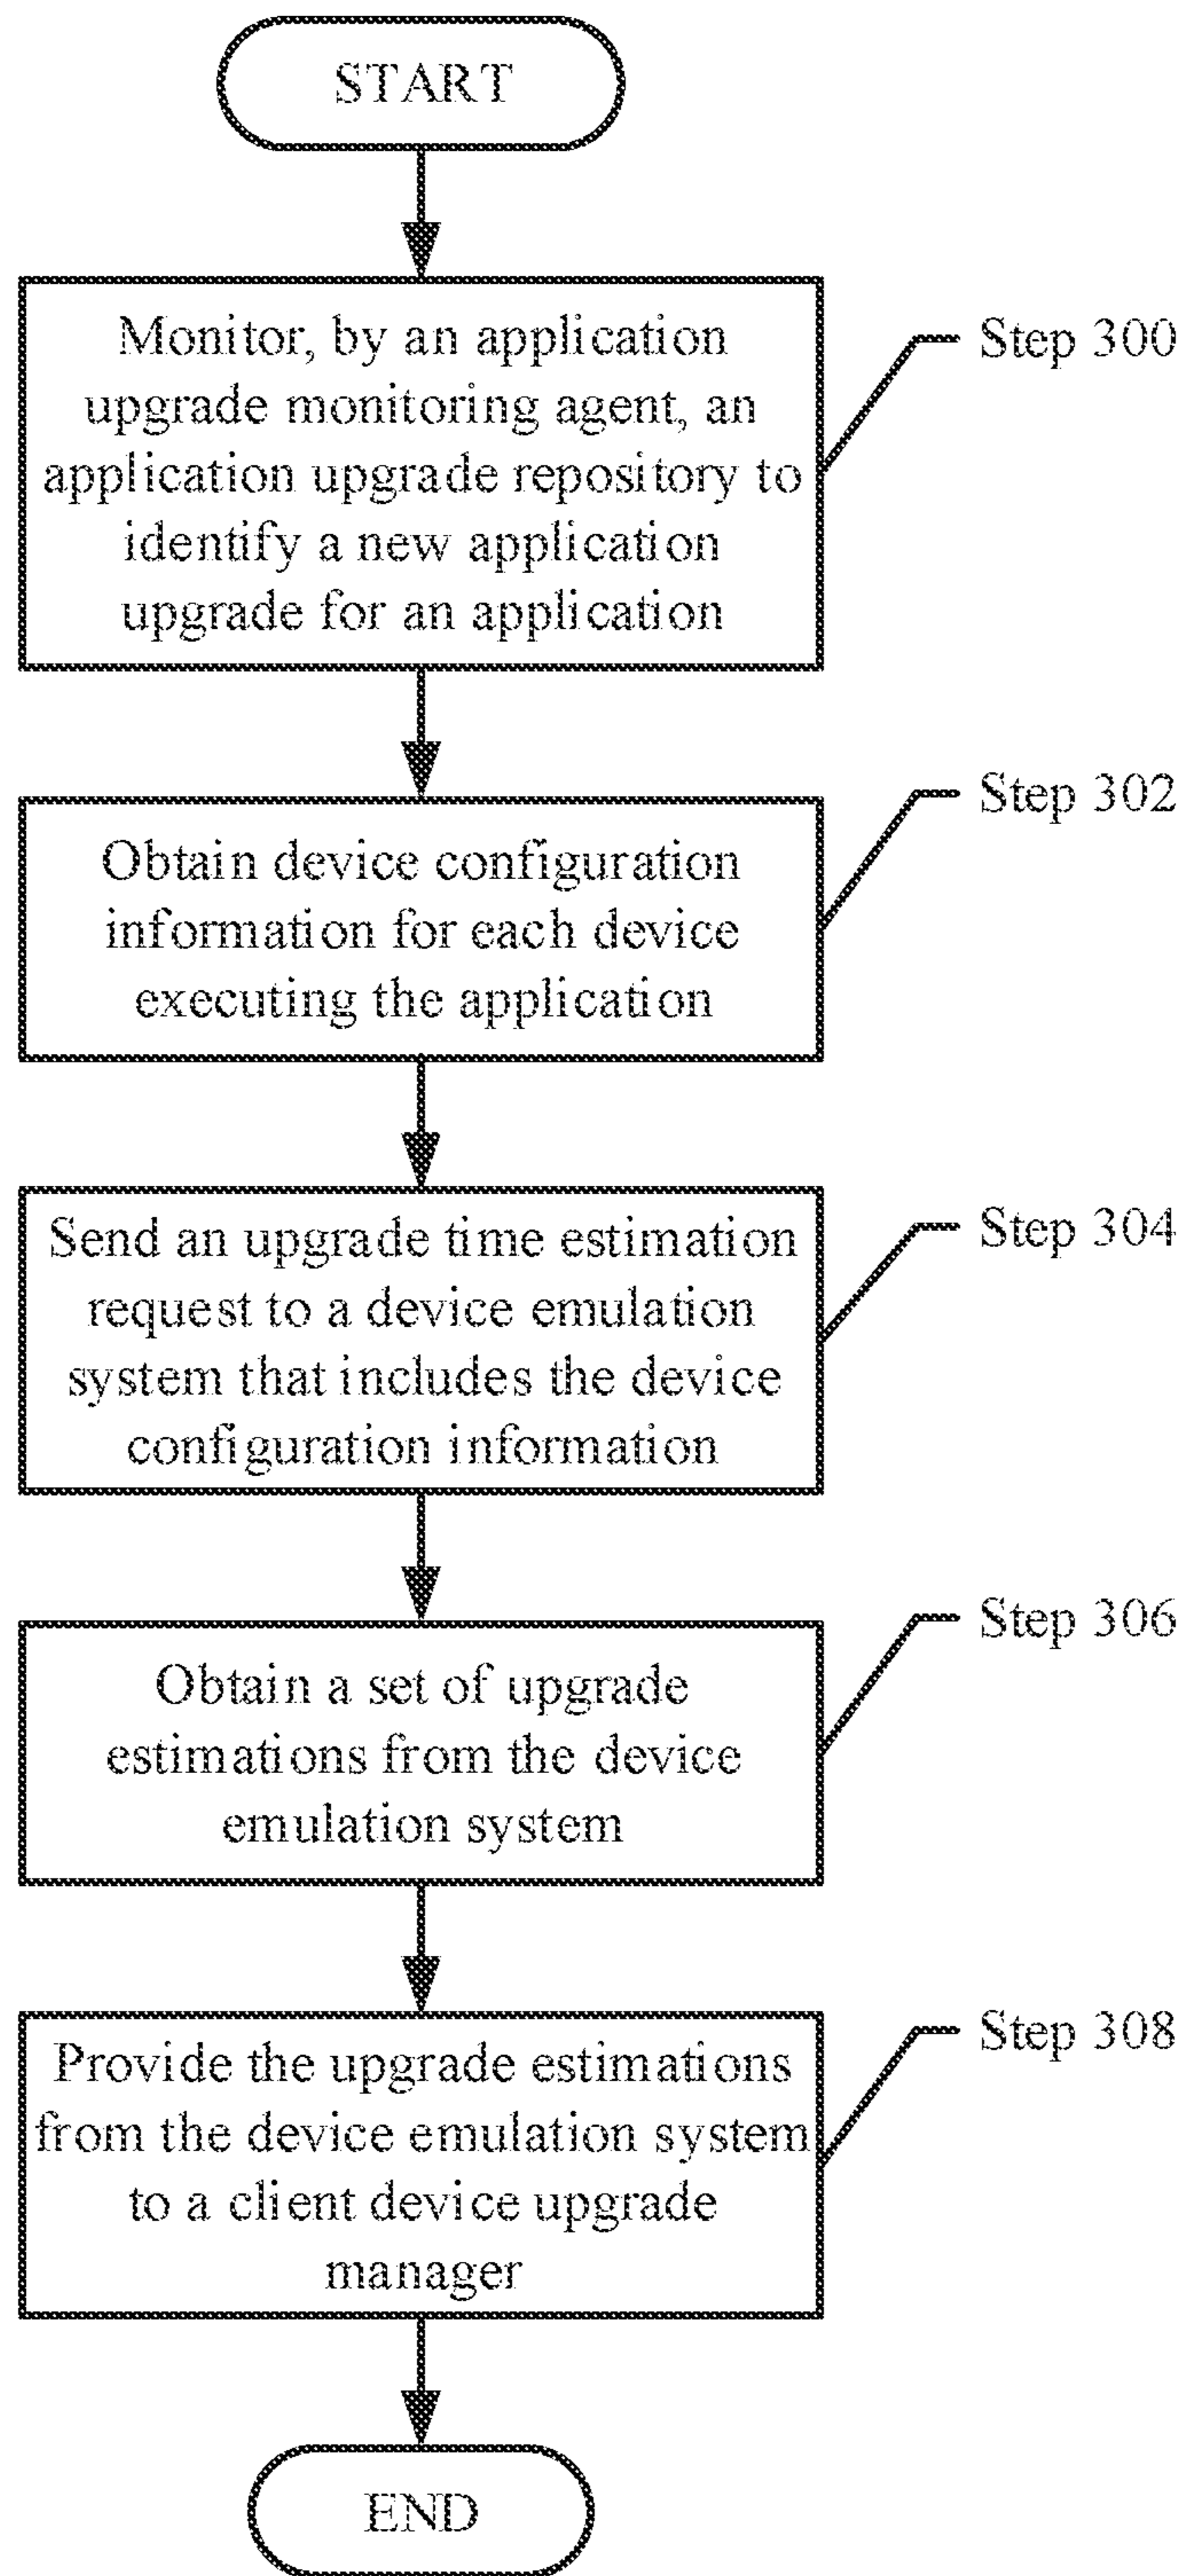 START
Monitor, by an application
upgrade monitoring agent, an
application upgrade repository to
identify a new application
upgrade for an application
Step 300
Obtain device configuration
information for each device
executing the application
Step 302
Send an upgrade time estimation
request to a device emulation
system that includes the device
configuration information
Step 304
Obtain a set of upgrade
estimations from the device
emulation system
Step 306
Provide the upgrade estimations
from the device emulation system
to a client device upgrade
manager
Step 308
END